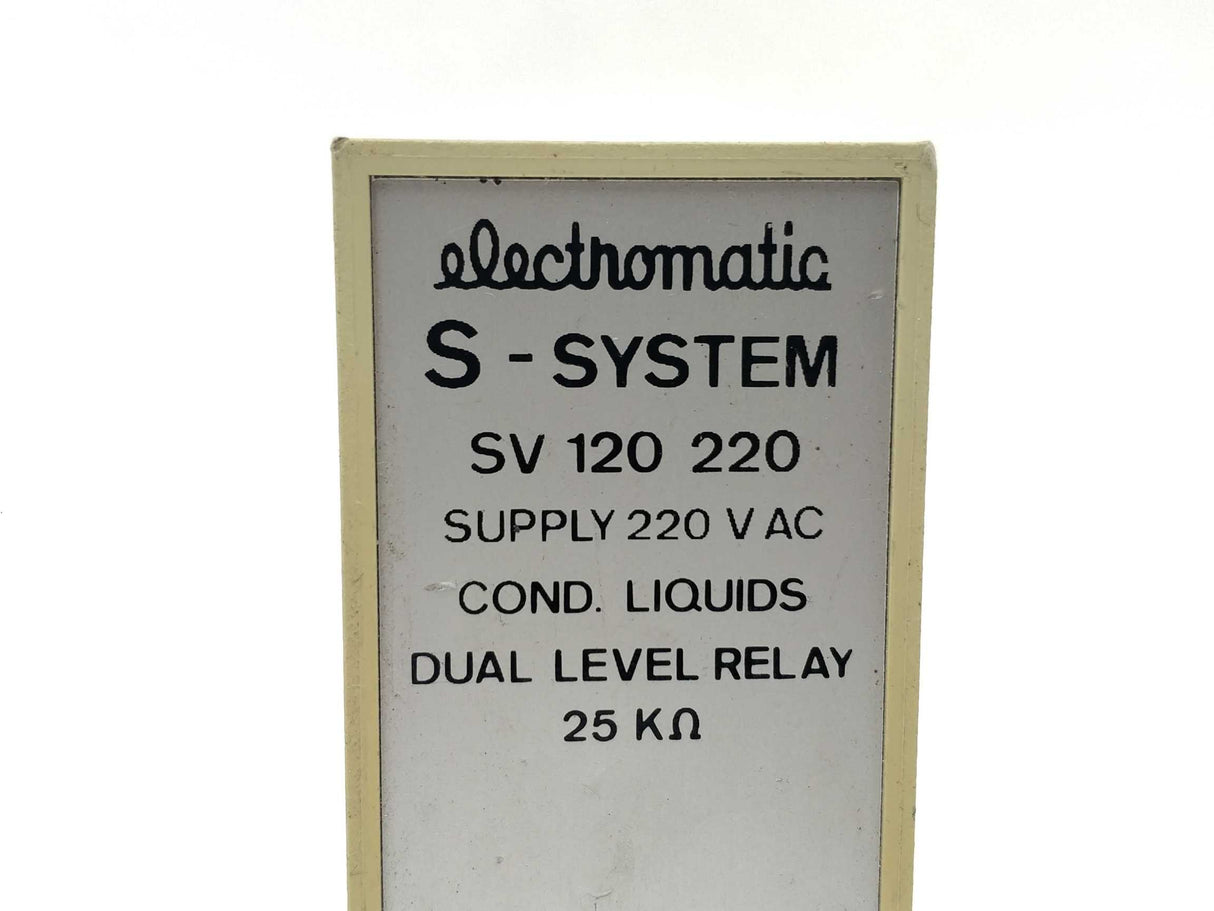 electromatic
S - SYSTEM
SV 120 220
SUPPLY 220 V AC
COND. LIQUIDS
DUAL LEVEL RELAY
25 KΩ